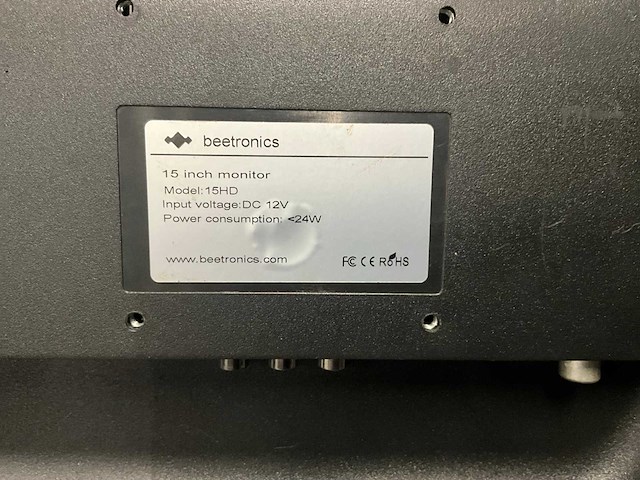 beetronics
15 inch monitor
Model:15HD
Input voltage:DC 12V
Power consumption: <24W
www.beetronics.com
FC CE RoHS